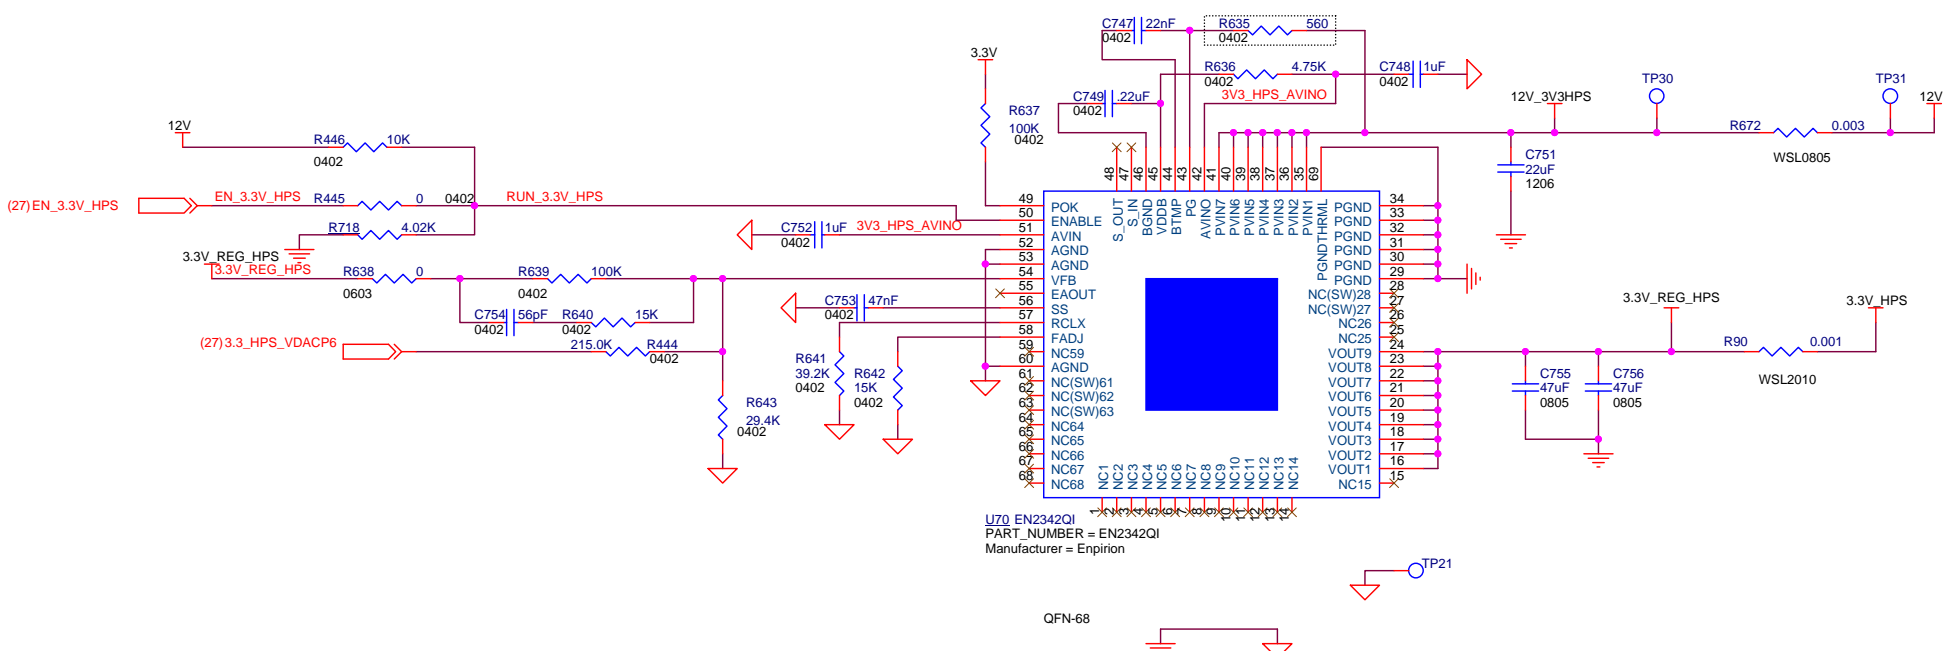 C747 22nF
0402
R635 560
0402
3.3V
R636 4.75K
0402
C748 1uF
0402
3V3_HPS_AVINO
C749 .22uF
0402
R637
100K
0402
12V_3V3HPS
TP30
TP31
12V
R672 0.003
WSL0805
C751
22uF
1206
12V
R446 10K
0402
(27) EN_3.3V_HPS
EN_3.3V_HPS
R445 0 0402
RUN_3.3V_HPS
R718 4.02K
C752 1uF
0402
3V3_HPS_AVINO
3.3V_REG_HPS
3.3V_REG_HPS
R638 0
0603
R639 100K
0402
C754 56pF
0402
R640 15K
0402
C753 47nF
0402
(27) 3.3_HPS_VDACP6
215.0K R444
0402
R641
39.2K
0402
R642
15K
0402
R643
29.4K
0402
48 S_OUT
47 S_IN
46 BGND
45 VDDB
44 BTMP
43 PG
42 AVINO
41 PVIN7
40 PVIN6
39 PVIN5
38 PVIN4
37 PVIN3
36 PVIN2
35 PVIN1
69 PGNDTHRML
49 POK
50 ENABLE
51 AVIN
52 AGND
53 AGND
54 VFB
55 EAOUT
56 SS
57 RCLX
58 FADJ
59 NC59
60 AGND
61 NC(SW)61
62 NC(SW)62
63 NC(SW)63
64 NC64
65 NC65
66 NC66
67 NC67
68 NC68
PGND 34
PGND 33
PGND 32
PGND 31
PGND 30
PGND 29
NC(SW)28 28
NC(SW)27 27
NC26 26
NC25 25
VOUT9 24
VOUT8 23
VOUT7 22
VOUT6 21
VOUT5 20
VOUT4 19
VOUT3 18
VOUT2 17
VOUT1 16
NC15 15
NC1 1
NC2 2
NC3 3
NC4 4
NC5 5
NC6 6
NC7 7
NC8 8
NC9 9
NC10 10
NC11 11
NC12 12
NC13 13
NC14 14
3.3V_REG_HPS
3.3V_HPS
R90 0.001
WSL2010
C755
47uF
0805
C756
47uF
0805
U70 EN2342QI
PART_NUMBER = EN2342QI
Manufacturer = Enpirion
TP21
QFN-68